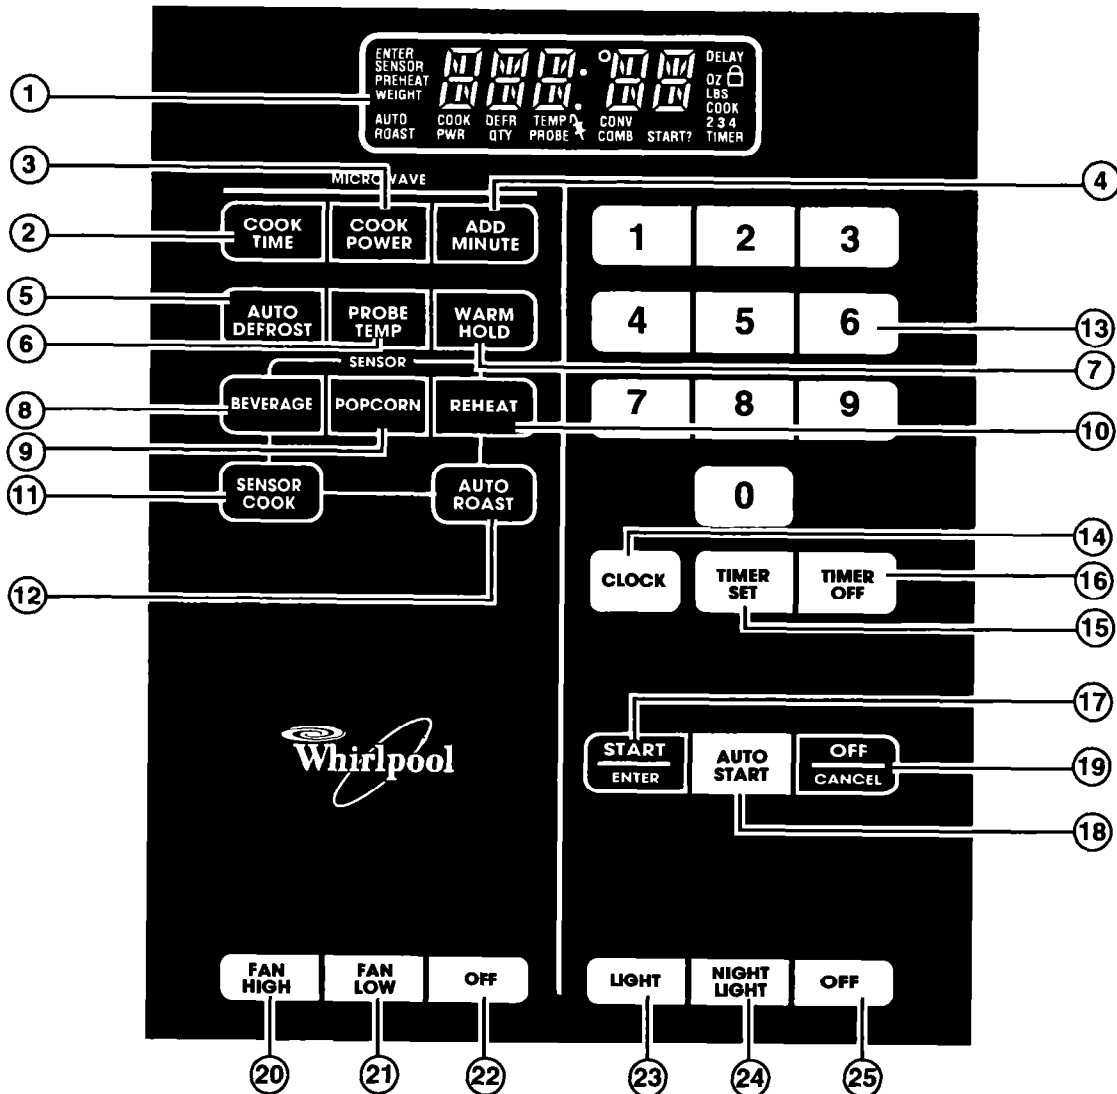 ENTER
SENSOR
PREHEAT
WEIGHT
AUTO
ROAST
COOK
PWR
DEFR
QTY
TEMP
PROBE
CONV
COMB
START?
DELAY
OZ
LBS
COOK
2 3 4
TIMER
1
3
MICROWAVE
4
2
COOK
TIME
COOK
POWER
ADD
MINUTE
1 2 3
5
AUTO
DEFROST
PROBE
TEMP
WARM
HOLD
4 5 6
13
6
SENSOR
7
8
BEVERAGE
POPCORN
REHEAT
7 8 9
9
10
11
SENSOR
COOK
AUTO
ROAST
0
14
12
CLOCK
TIMER
SET
TIMER
OFF
16
15
17
Whirlpool
START
ENTER
AUTO
START
OFF
CANCEL
19
18
FAN
HIGH
FAN
LOW
OFF
LIGHT
NIGHT
LIGHT
OFF
20 21 22 23 24 25